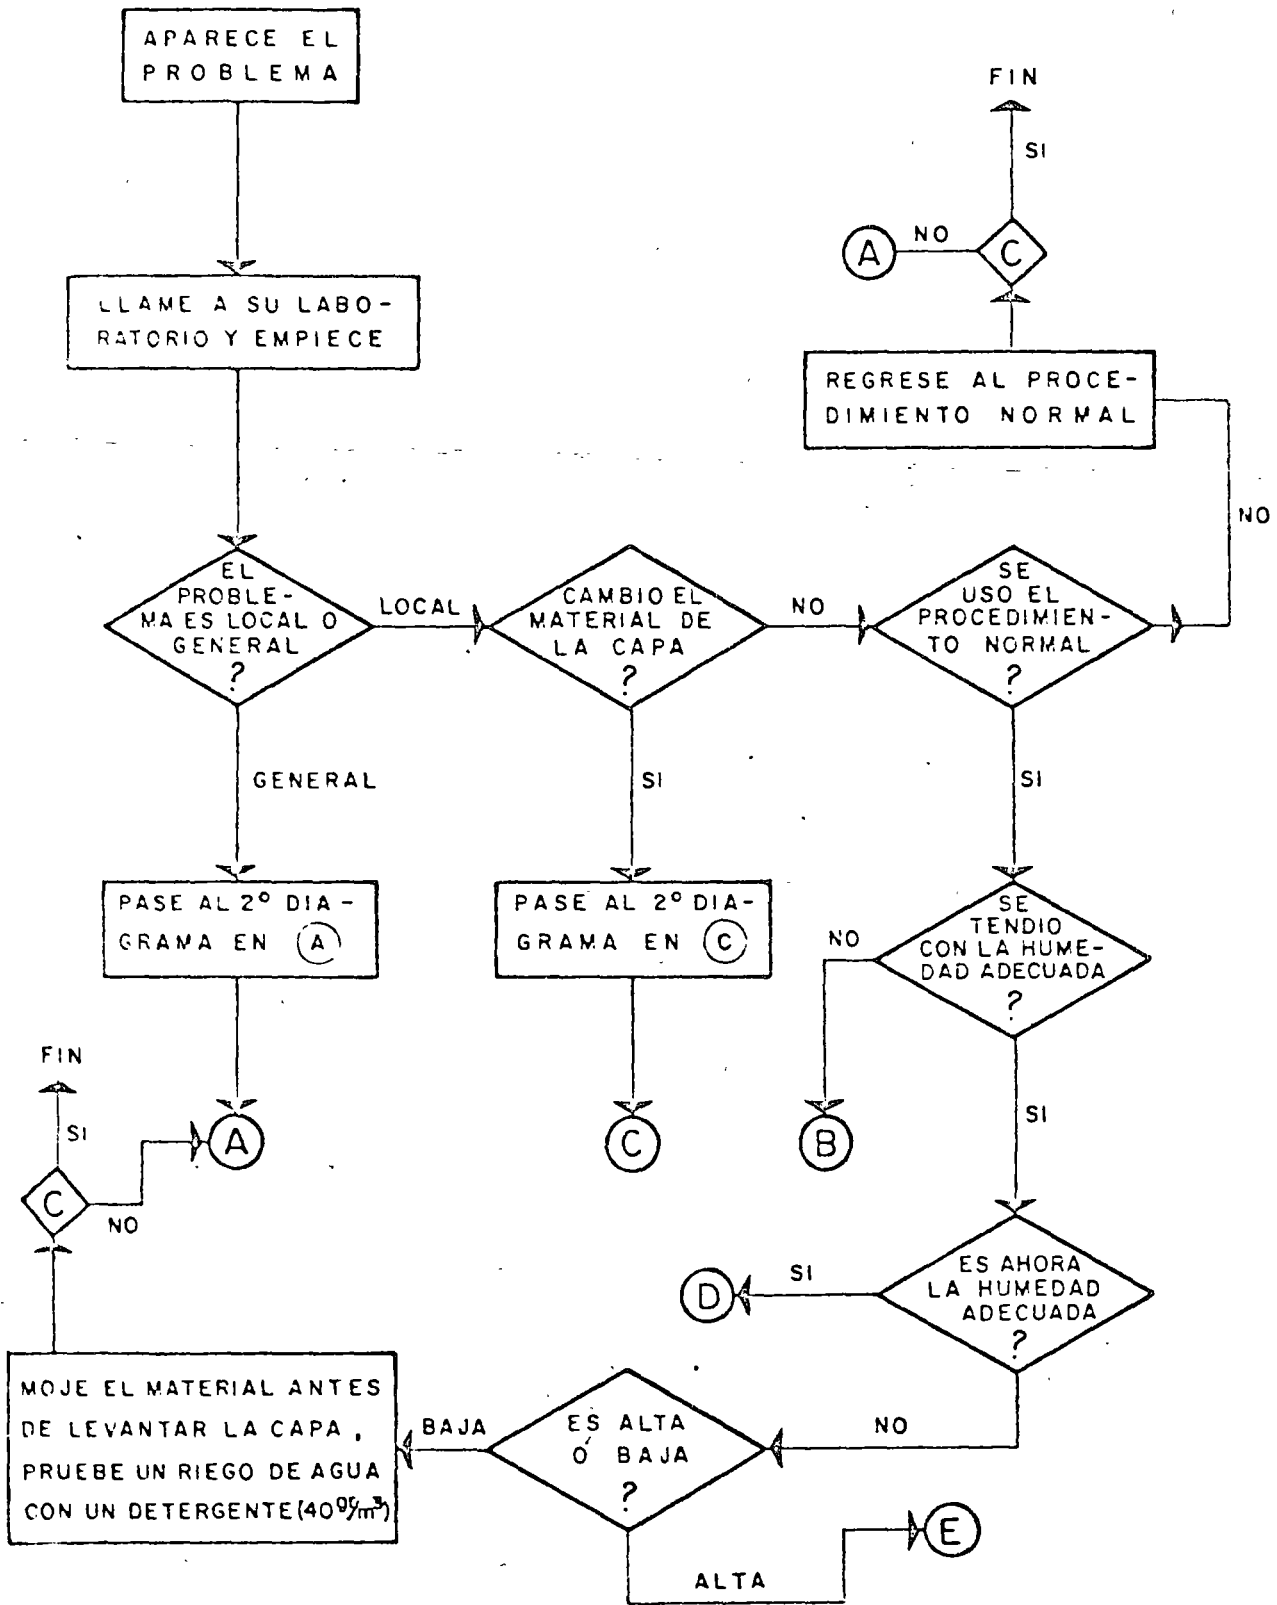 APARECE EL
PROBLEMA
FIN
SI
A
NO
C
LLAME A SU LABO-
RATORIO Y EMPIECE
REGRESE AL PROCE-
DIMIENTO NORMAL
NO
EL
PROBLE-
MA ES LOCAL O
GENERAL
?
LOCAL
CAMBIO EL
MATERIAL DE
LA CAPA
?
NO
SE
USO EL
PROCEDIMIEN-
TO NORMAL
?
GENERAL
SI
SI
PASE AL 2º DIA-
GRAMA EN A
PASE AL 2º DIA-
GRAMA EN C
NO
SE
TENDIO
CON LA HUME-
DAD ADECUADA
?
FIN
SI
A
C
B
SI
C
NO
D
SI
ES AHORA
LA HUMEDAD
ADECUADA
?
MOJE EL MATERIAL ANTES
DE LEVANTAR LA CAPA,
PRUEBE UN RIEGO DE AGUA
CON UN DETERGENTE (40 gr/m³)
BAJA
ES ALTA
Ó BAJA
?
NO
E
ALTA